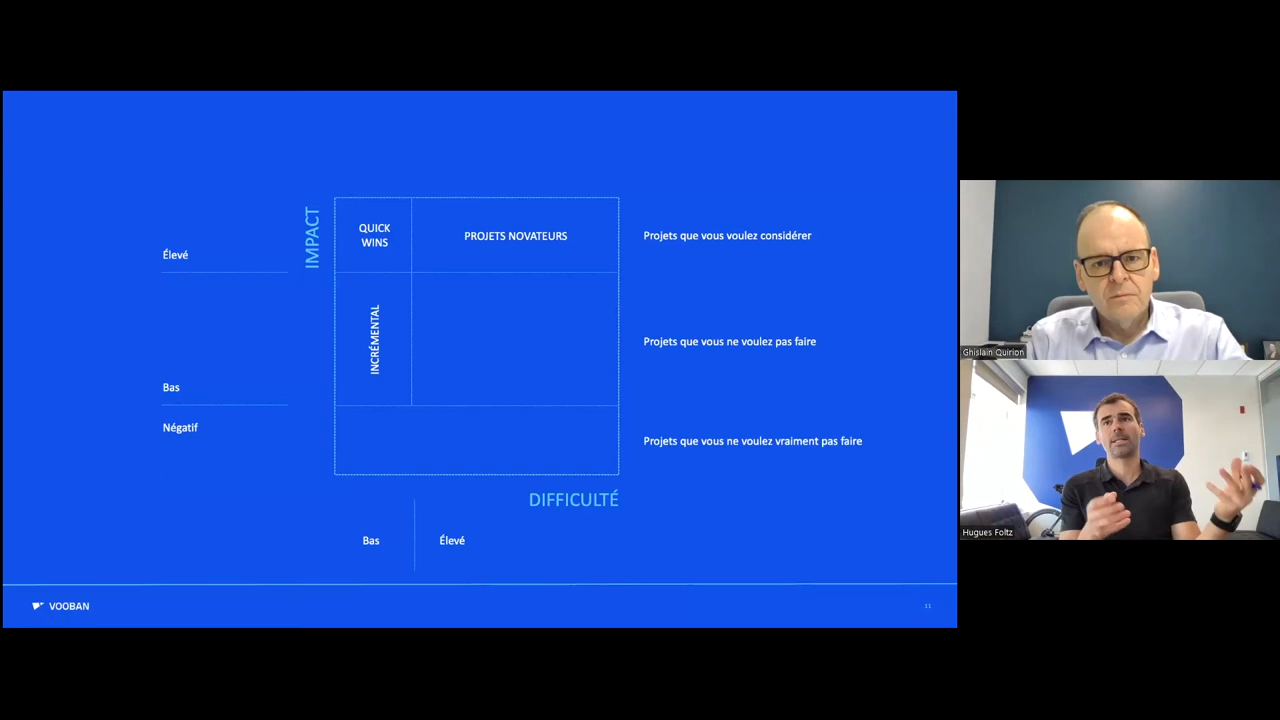 IMPACT
QUICK
WINS
PROJETS NOVATEURS
Projets que vous voulez considérer
Élevé
INCRÉMENTAL
Projets que vous ne voulez pas faire
Bas
Négatif
Projets que vous ne voulez vraiment pas faire
DIFFICULTÉ
Bas
Élevé
VOOBAN
11
Ghislain Quirion
Hugues Foltz